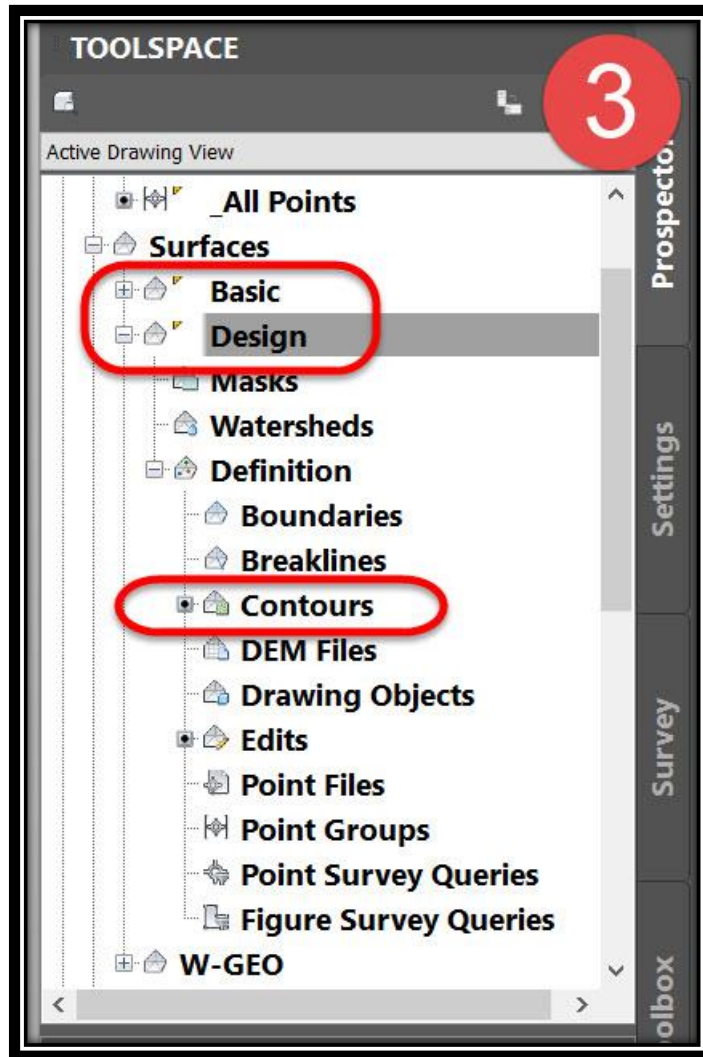 TOOLSPACE
3
Active Drawing View
_All Points
Surfaces
Basic
Design
Masks
Watersheds
Definition
Boundaries
Breaklines
Contours
DEM Files
Drawing Objects
Edits
Point Files
Point Groups
Point Survey Queries
Figure Survey Queries
W-GEO
Prospector
Settings
Survey
olbox